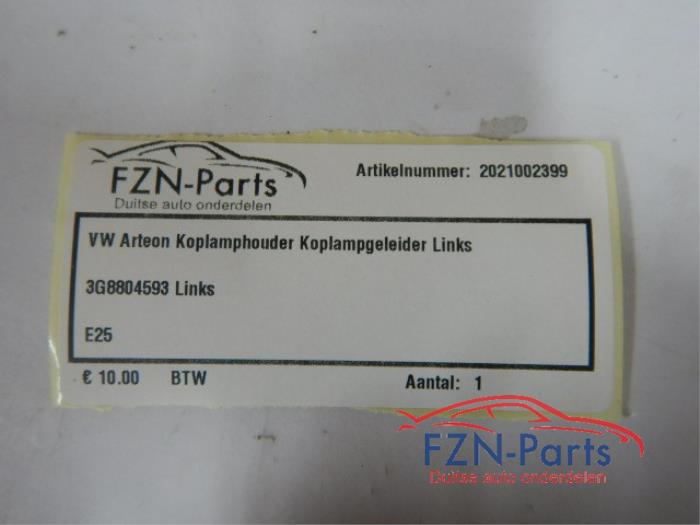 FZN-Parts
Duitse auto onderdelen
Artikelnummer: 2021002399
VW Arteon Koplamphouder Koplampgeleider Links
3G8804593 Links
E25
€ 10.00 BTW
Aantal: 1
FZN-Parts
Duitse auto onderdelen